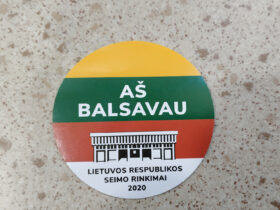 AŠ
BALSAVAU
LIETUVOS RESPUBLIKOS
SEIMO RINKIMAI
2020